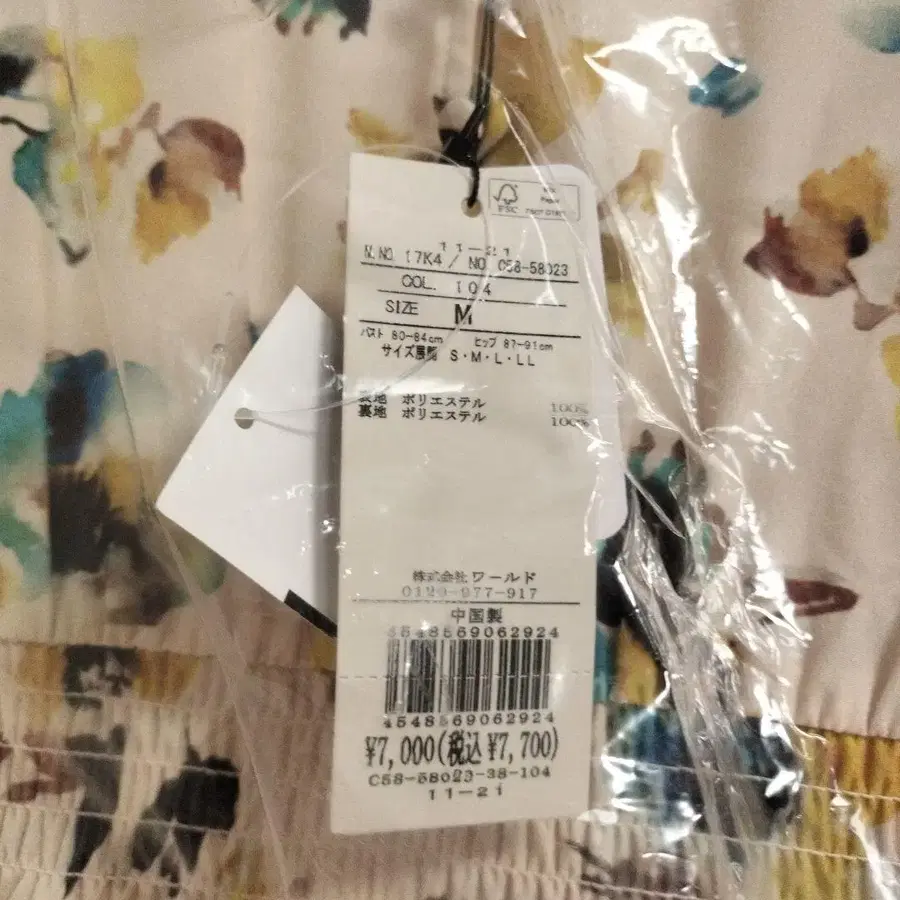 FSC
11-21
M.NO. 17K4 / NO. C58-58023
COL. 104
SIZE M
バスト 80-84cm ヒップ 87-91cm
サイズ展開 S・M・L・LL
表地 ポリエステル 100%
裏地 ポリエステル 100%
株式会社ワールド
0120-977-917
中国製
4548569062924
4548569062924
¥7,000(税込¥7,700)
C58-58023-38-104
11-21